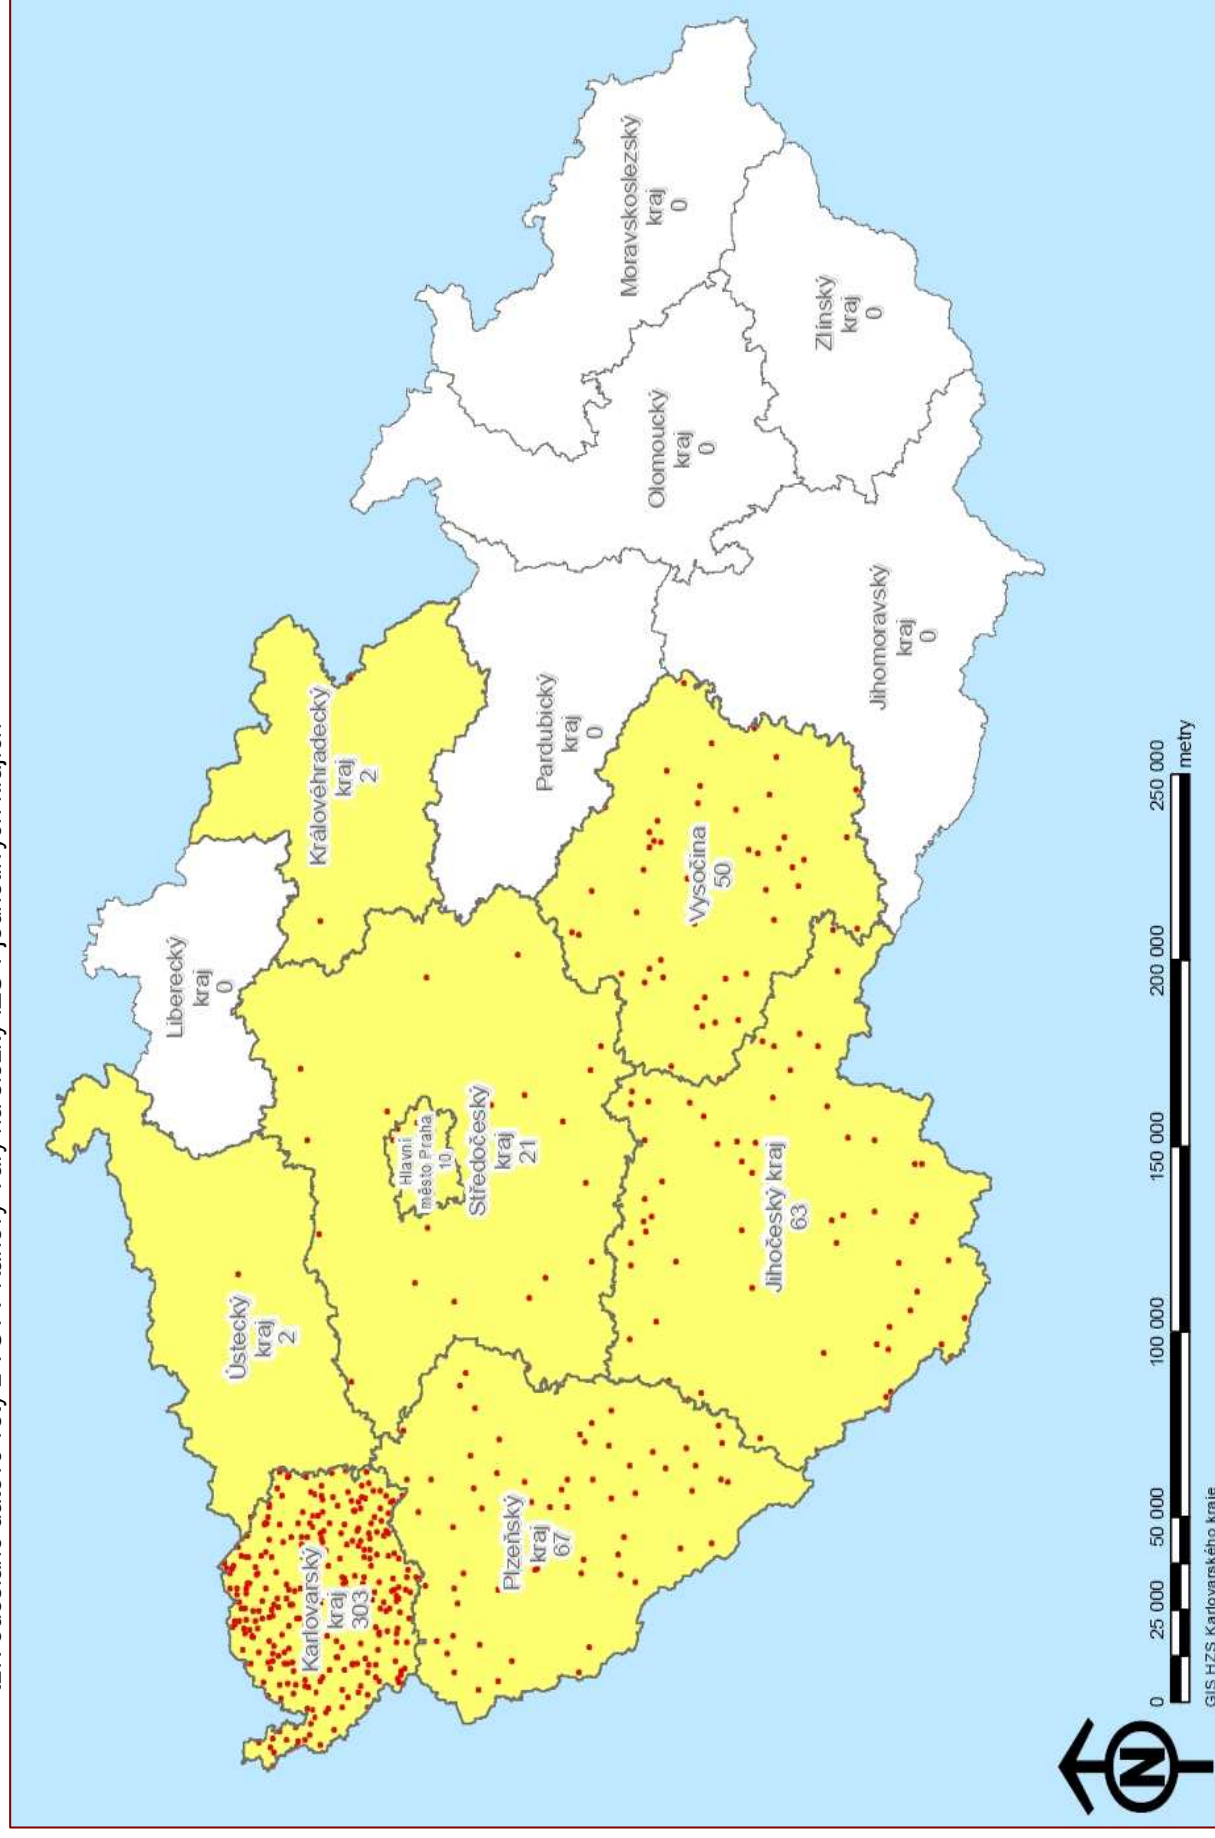 Liberecký
kraj
0
Ústecký
kraj
2
Královéhradecký
kraj
2
Karlovarský
kraj
303
Hlavní
město Praha
10
Středočeský
kraj
21
Pardubický
kraj
0
Moravskoslezský
kraj
0
Olomoucký
kraj
0
Plzeňský
kraj
67
Vysočina
50
Jihočeský kraj
63
Zlínský
kraj
0
Jihomoravský
kraj
0
0 25 000 50 000 100 000 150 000 200 000 250 000
metry
N
GIS HZS Karlovarského kraje